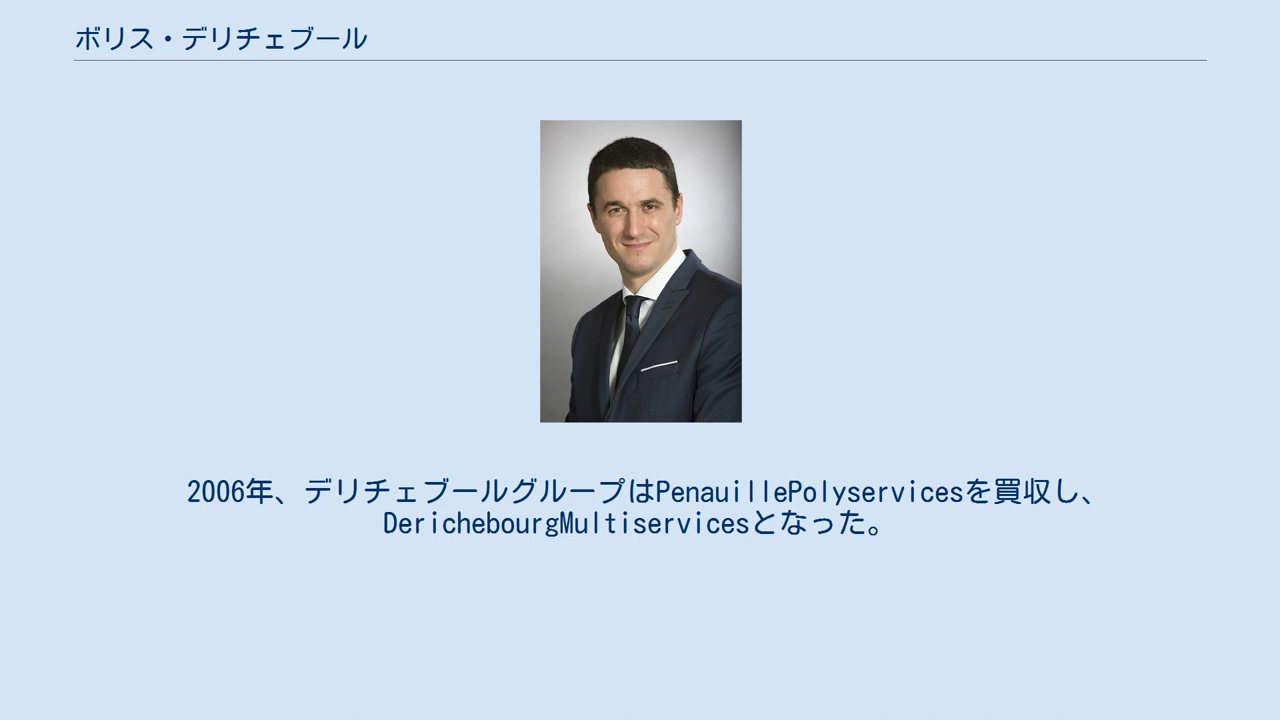 ボリス・デリチェブール
2006年、デリチェブールグループはPenauillePolyservicesを買収し、
DerichebourgMultiservicesとなった。